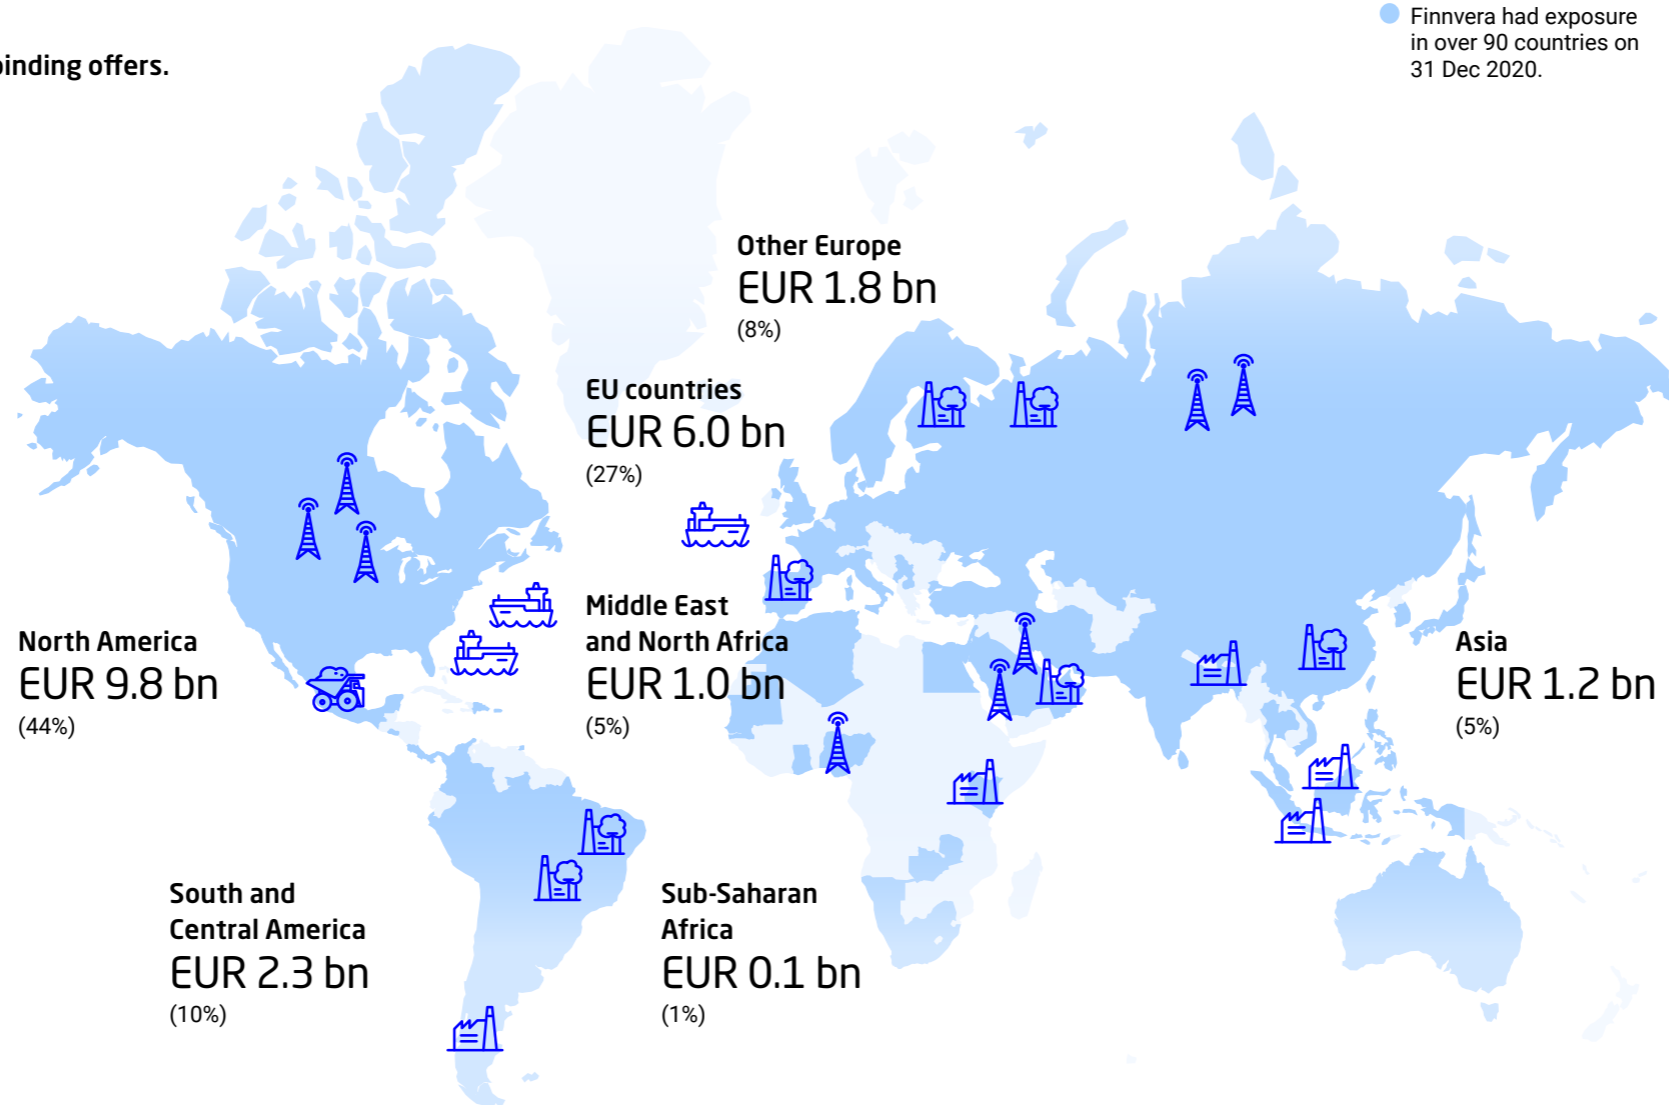 Finnvera had exposure
in over 90 countries on
31 Dec 2020.
binding offers.
Other Europe
EUR 1.8 bn
(8%)
EU countries
EUR 6.0 bn
(27%)
Middle East
and North Africa
EUR 1.0 bn
(5%)
North America
EUR 9.8 bn
(44%)
Asia
EUR 1.2 bn
(5%)
South and
Central America
EUR 2.3 bn
(10%)
Sub-Saharan
Africa
EUR 0.1 bn
(1%)